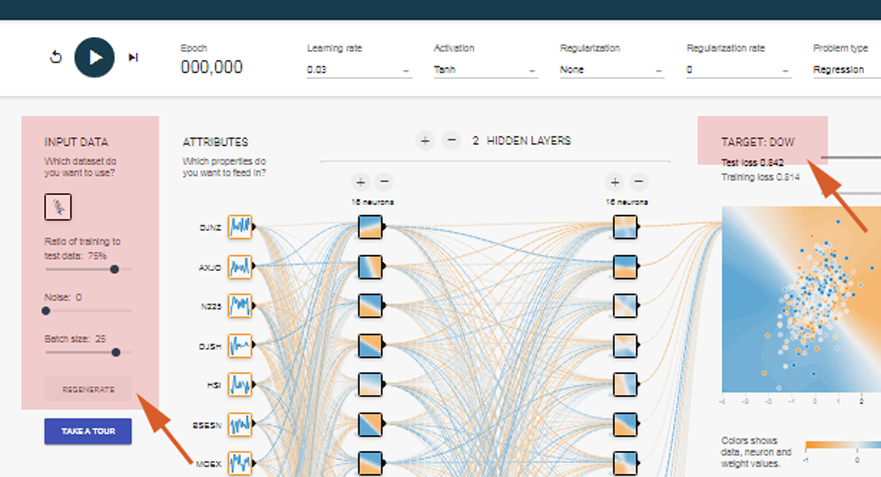 Epoch
000,000
Learning rate
0.03
Activation
Tanh
Regularization
None
Regularization rate
0
Problem type
Regression
INPUT DATA
Which dataset do
you want to use?
Ratio of training to
test data: 75%
Noise: 0
Batch size: 25
REGENERATE
TAKE A TOUR
ATTRIBUTES
Which properties do
you want to feed in?
DJNZ
AXJO
NZ25
DJSH
HSI
BSESN
MOEX
+ − 2 HIDDEN LAYERS
+ −
16 neurons
+ −
16 neurons
TARGET: DOW
Test loss 0.842
Training loss 0.814
-4 -3 -2 -1 0 1 2
Colors shows
data, neuron and
weight values.
-1 0